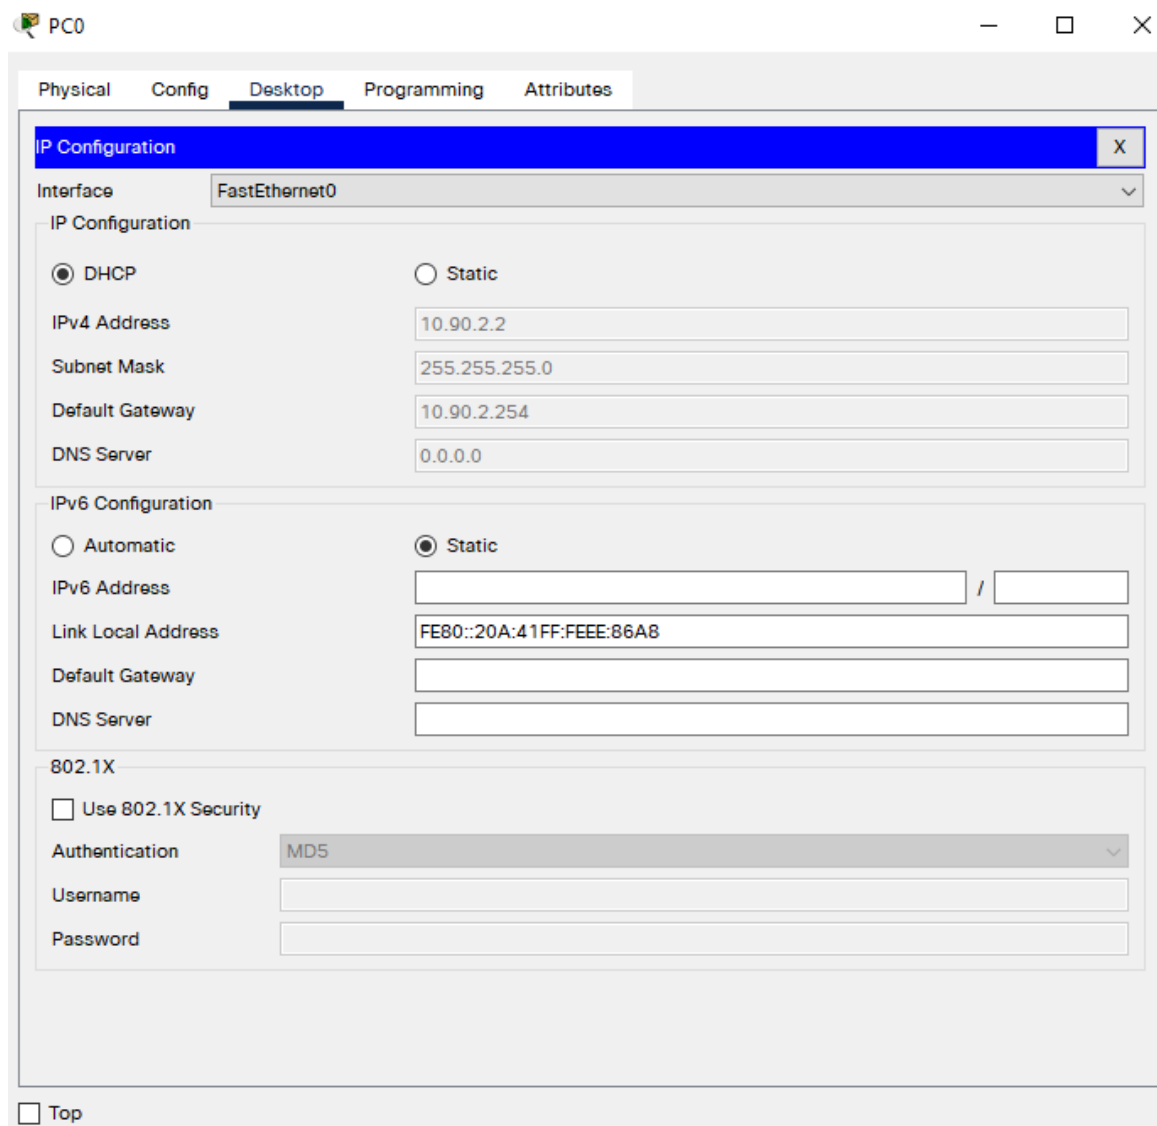 PC0
Physical Config Desktop Programming Attributes
IP Configuration X
Interface FastEthernet0
IP Configuration
DHCP Static
IPv4 Address 10.90.2.2
Subnet Mask 255.255.255.0
Default Gateway 10.90.2.254
DNS Server 0.0.0.0
IPv6 Configuration
Automatic Static
IPv6 Address /
Link Local Address FE80::20A:41FF:FEEE:86A8
Default Gateway
DNS Server
802.1X
Use 802.1X Security
Authentication MD5
Username
Password
Top